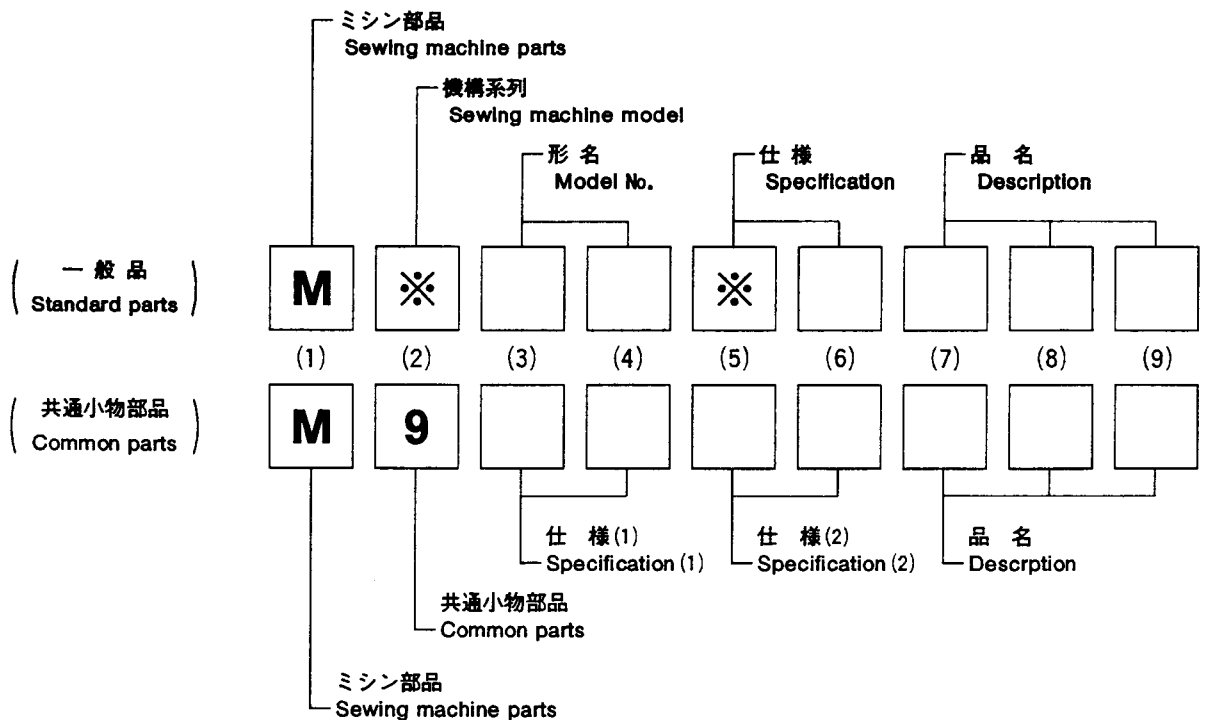 ミシン部品
Sewing machine parts
機構系列
Sewing machine model
形 名
Model No.
仕 様
Specification
品 名
Description
( 一 般 品 )
( Standard parts )
M ※ ※
(1) (2) (3) (4) (5) (6) (7) (8) (9)
( 共通小物部品 )
( Common parts )
M 9
仕 様(1)
Specification(1)
仕 様(2)
Specification(2)
品 名
Descrption
共通小物部品
Common parts
ミシン部品
Sewing machine parts